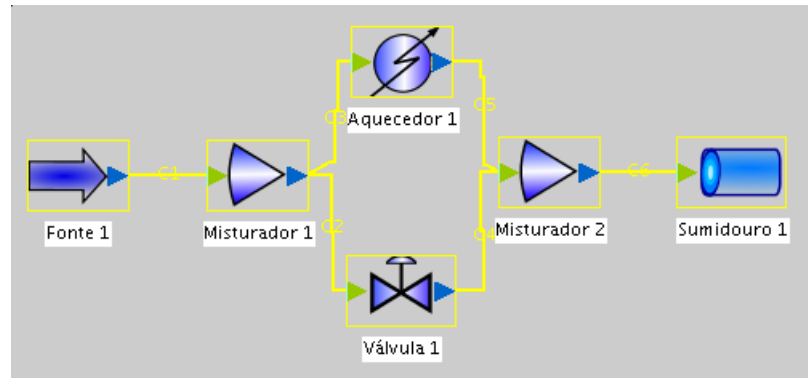 Aquecedor 1
C3
C5
Fonte 1
C1
Misturador 1
Misturador 2
C6
Sumidouro 1
C2
C4
Válvula 1